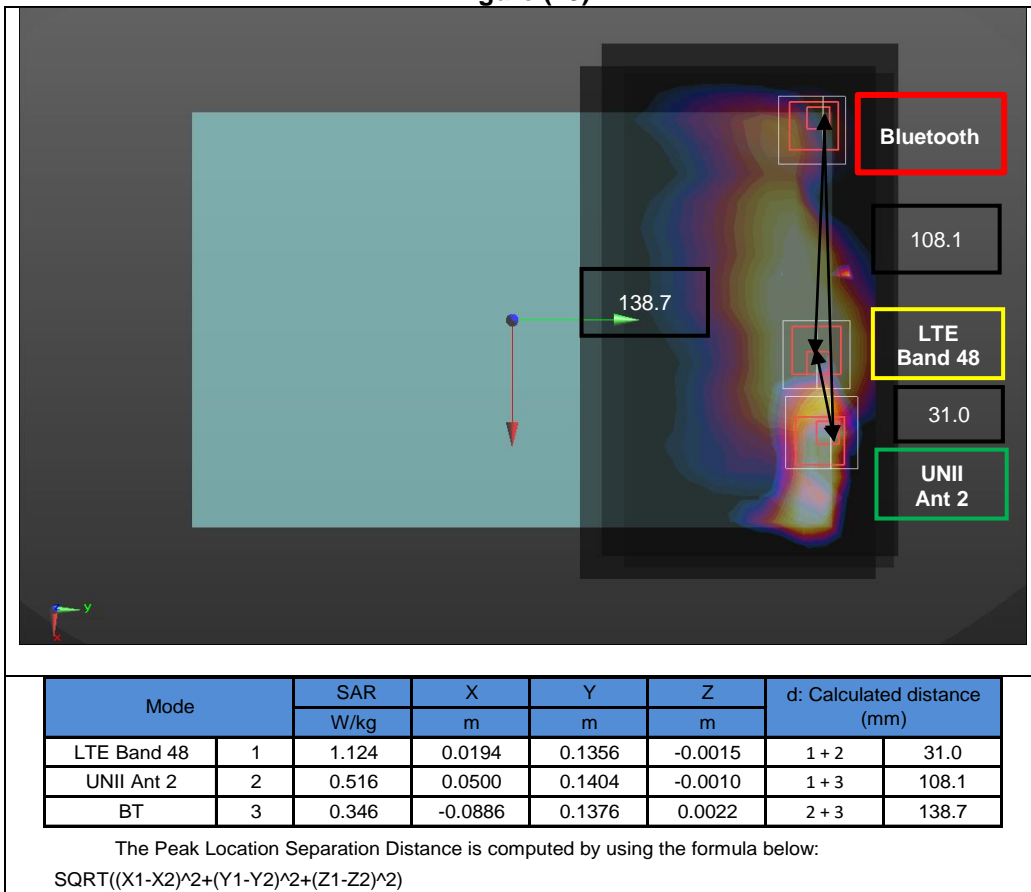 Bluetooth
108.1
138.7
LTE
Band 48
31.0
UNII
Ant 2
y
x
Mode SAR X Y Z d: Calculated distance
W/kg m m m (mm)
LTE Band 48 1 1.124 0.0194 0.1356 -0.0015 1 + 2 31.0
UNII Ant 2 2 0.516 0.0500 0.1404 -0.0010 1 + 3 108.1
BT 3 0.346 -0.0886 0.1376 0.0022 2 + 3 138.7
The Peak Location Separation Distance is computed by using the formula below:
SQRT((X1-X2)^2+(Y1-Y2)^2+(Z1-Z2)^2)